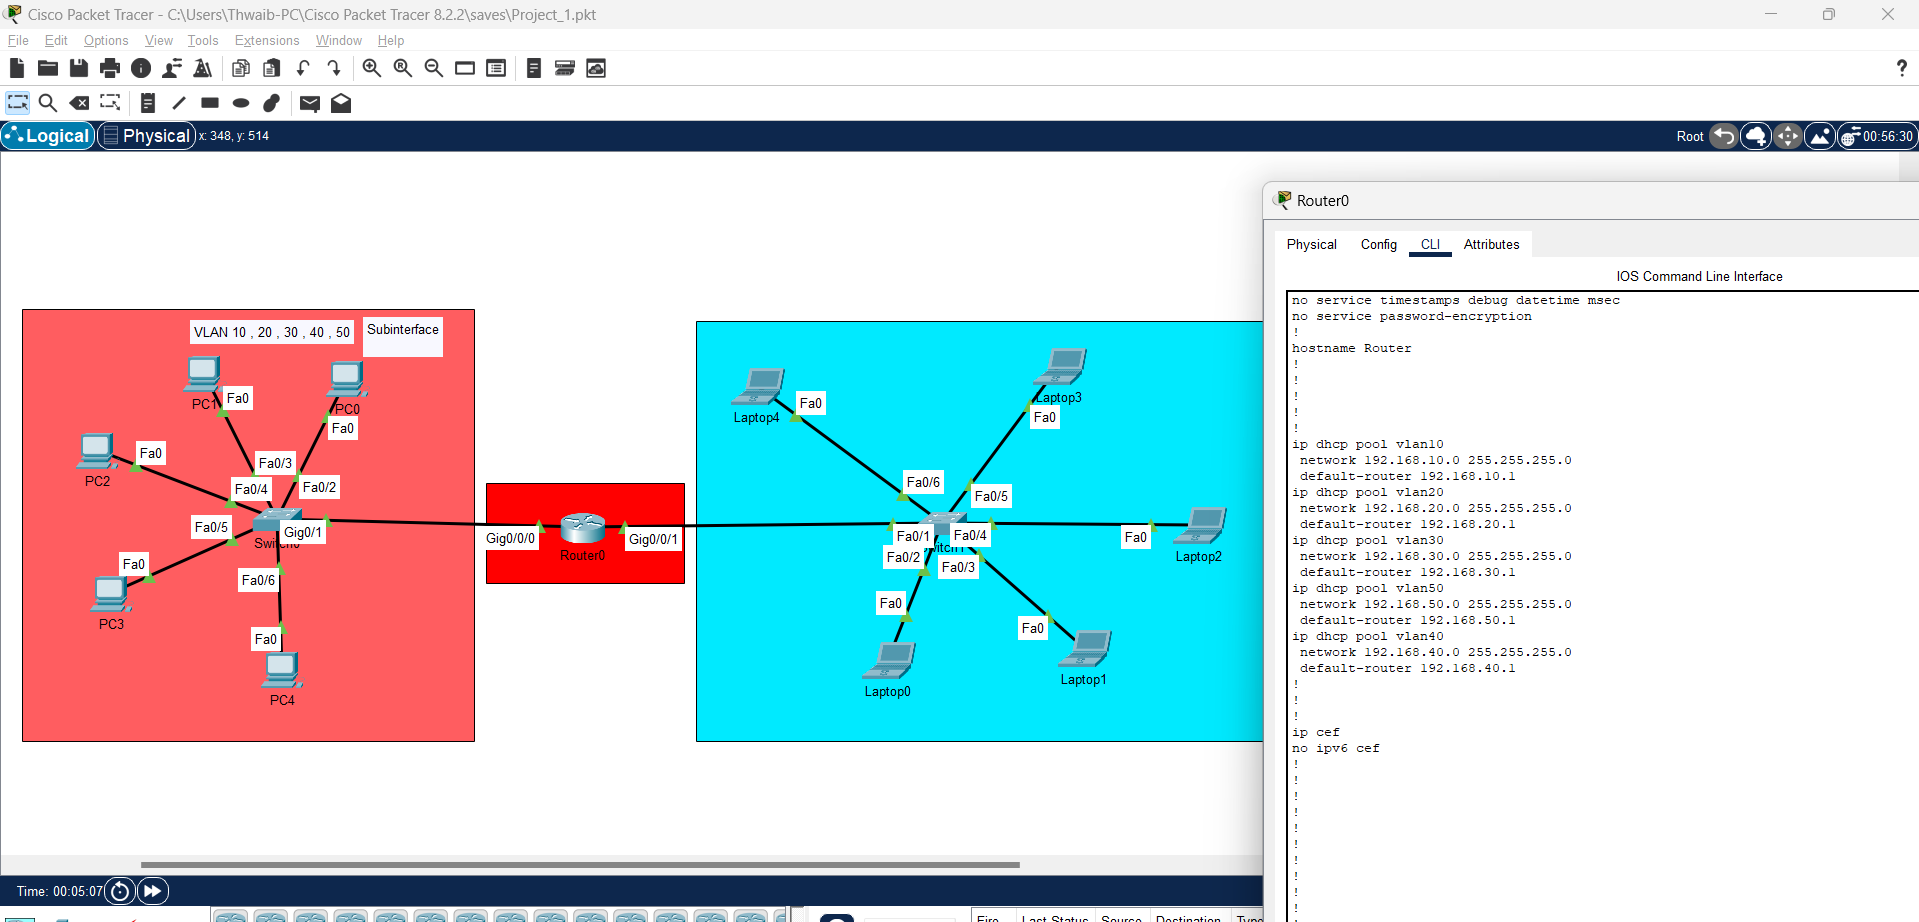 Cisco Packet Tracer - C:\Users\Thwaib-PC\Cisco Packet Tracer 8.2.2\saves\Project_1.pkt
File Edit Options View Tools Extensions Window Help
?
Logical Physical x: 348, y: 514 Root 00:56:30
Router0
Physical Config CLI Attributes
IOS Command Line Interface
no service timestamps debug datetime msec
no service password-encryption
!
hostname Router
!
!
!
!
!
ip dhcp pool vlan10
network 192.168.10.0 255.255.255.0
default-router 192.168.10.1
ip dhcp pool vlan20
network 192.168.20.0 255.255.255.0
default-router 192.168.20.1
ip dhcp pool vlan30
network 192.168.30.0 255.255.255.0
default-router 192.168.30.1
ip dhcp pool vlan50
network 192.168.50.0 255.255.255.0
default-router 192.168.50.1
ip dhcp pool vlan40
network 192.168.40.0 255.255.255.0
default-router 192.168.40.1
!
!
!
ip cef
no ipv6 cef
!
!
!
!
!
!
!
!
!
!
VLAN 10 , 20 , 30 , 40 , 50
Subinterface
PC1
Fa0
PC0
Fa0
PC2
Fa0
Fa0/3
Fa0/4
Fa0/2
Fa0/5
Gig0/1
Fa0
Fa0/6
PC3
Fa0
PC4
Gig0/0/0
Router0
Gig0/0/1
Laptop4
Fa0
Laptop3
Fa0
Fa0/6
Fa0/5
Fa0/1
Fa0/4
Fa0/2
Fa0/3
Fa0
Laptop2
Fa0
Laptop0
Fa0
Laptop1
Time: 00:05:07
Fire Last Status Source Destination